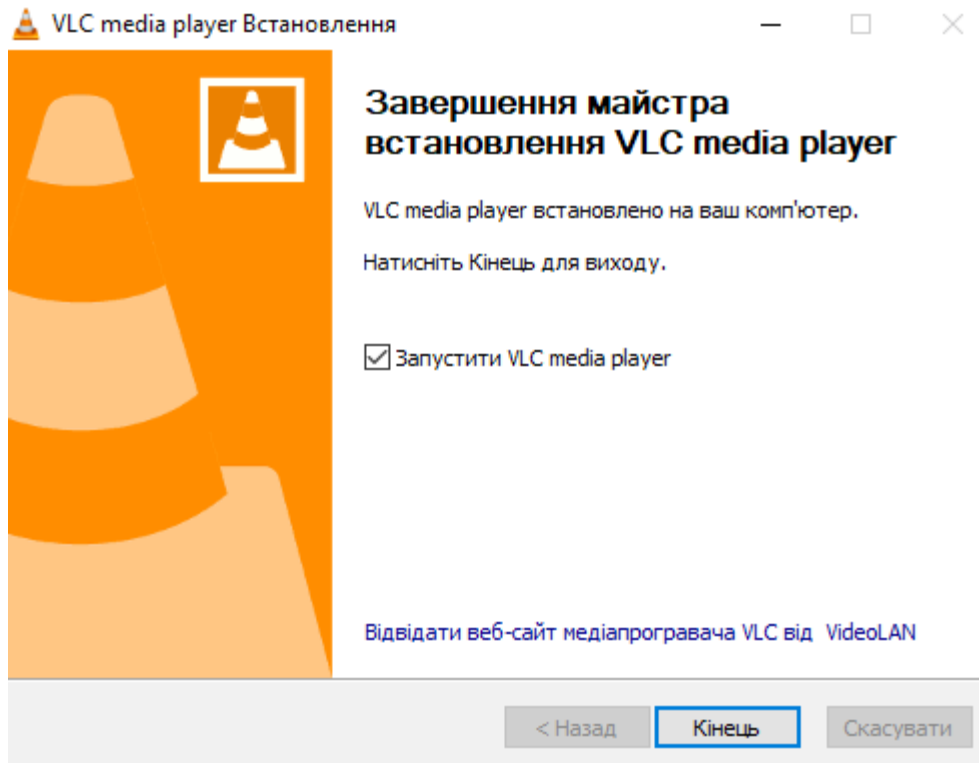 VLC media player Встановлення
Завершення майстра
встановлення VLC media player
VLC media player встановлено на ваш комп'ютер.
Натисніть Кінець для виходу.
Запустити VLC media player
Відвідати веб-сайт медіапрогравача VLC від VideoLAN
< Назад
Кінець
Скасувати